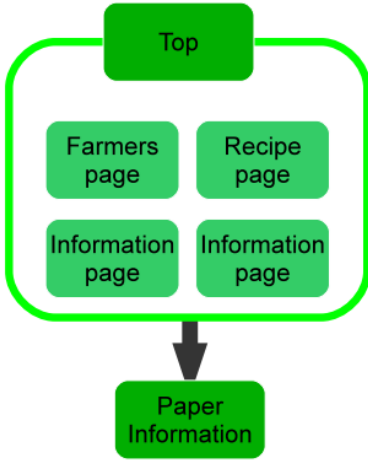 Top
Farmers
page
Recipe
page
Information
page
Information
page
Paper
Information